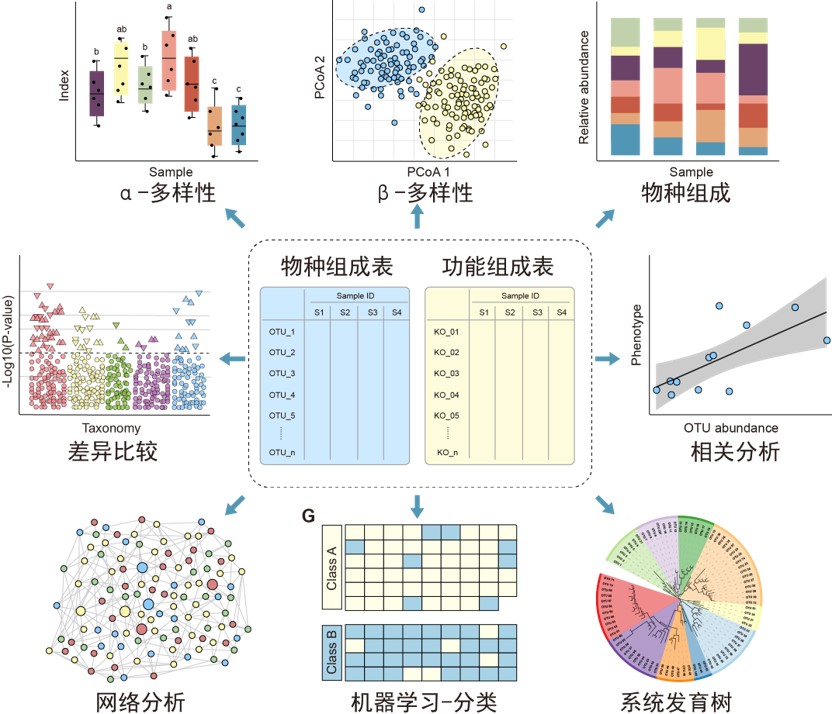 a
ab
ab
b
b
c
c
Index
Sample
α-多样性
PCoA 2
PCoA 1
β-多样性
Relative abundance
Sample
物种组成
-Log10(P-value)
Taxonomy
差异比较
物种组成表
Sample ID
S1 S2 S3 S4
OTU_1
OTU_2
OTU_3
OTU_4
OTU_5
OTU_n
功能组成表
Sample ID
S1 S2 S3 S4
KO_01
KO_02
KO_03
KO_04
KO_05
KO_n
Phenotype
OTU abundance
相关分析
网络分析
G
Class A
Class B
机器学习-分类
系统发育树